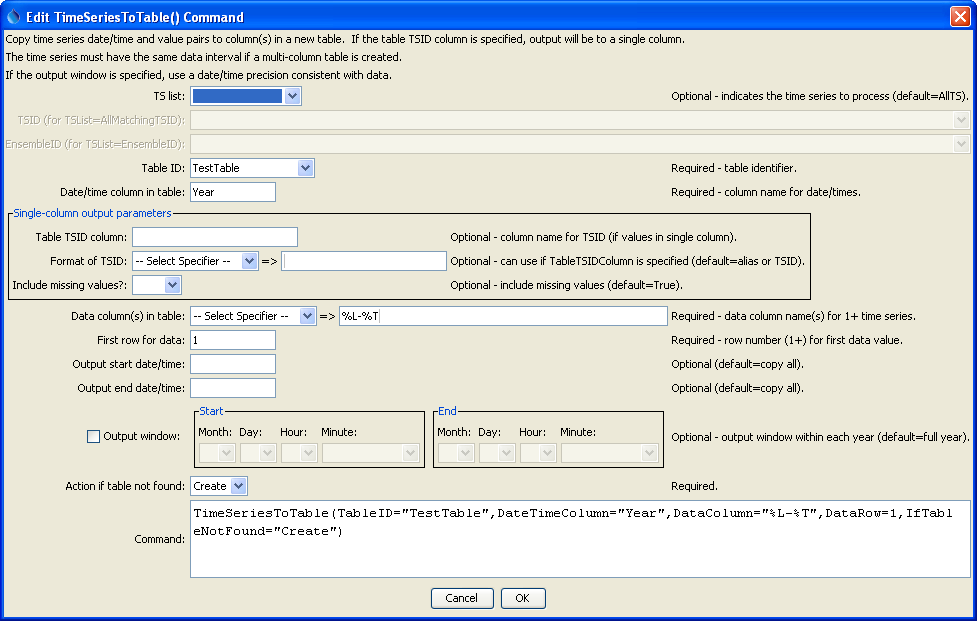 Edit TimeSeriesToTable() Command
Copy time series date/time and value pairs to column(s) in a new table.  If the table TSID column is specified, output will be to a single column.
The time series must have the same data interval if a multi-column table is created.
If the output window is specified, use a date/time precision consistent with data.
TS list: Optional - indicates the time series to process (default=AllTS).
TSID (for TSList=AllMatchingTSID):
EnsembleID (for TSList=EnsembleID):
Table ID: TestTable Required - table identifier.
Date/time column in table: Year Required - column name for date/times.
Single-column output parameters
Table TSID column: Optional - column name for TSID (if values in single column).
Format of TSID: -- Select Specifier -- => Optional - can use if TableTSIDColumn is specified (default=alias or TSID).
Include missing values?: Optional - include missing values (default=True).
Data column(s) in table: -- Select Specifier -- => %L-%T Required - data column name(s) for 1+ time series.
First row for data: 1 Required - row number (1+) for first data value.
Output start date/time: Optional (default=copy all).
Output end date/time: Optional (default=copy all).
Start End
Month: Day: Hour: Minute: Month: Day: Hour: Minute:
Output window: Optional - output window within each year (default=full year).
Action if table not found: Create Required.
Command: TimeSeriesToTable(TableID="TestTable",DateTimeColumn="Year",DataColumn="%L-%T",DataRow=1,IfTabl
eNotFound="Create")
Cancel OK